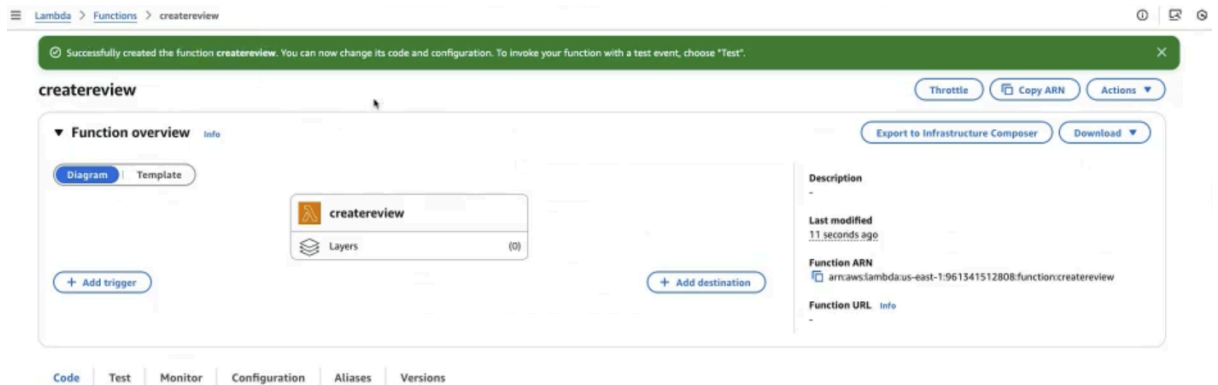 Lambda > Functions > createreview
Successfully created the function createreview. You can now change its code and configuration. To invoke your function with a test event, choose "Test".
createreview
Throttle Copy ARN Actions
Function overview Info
Export to Infrastructure Composer Download
Diagram Template
createreview
Layers (0)
+ Add trigger
+ Add destination
Description
-
Last modified
11 seconds ago
Function ARN
arn:aws:lambda:us-east-1:961341512808:function:createreview
Function URL Info
-
Code Test Monitor Configuration Aliases Versions